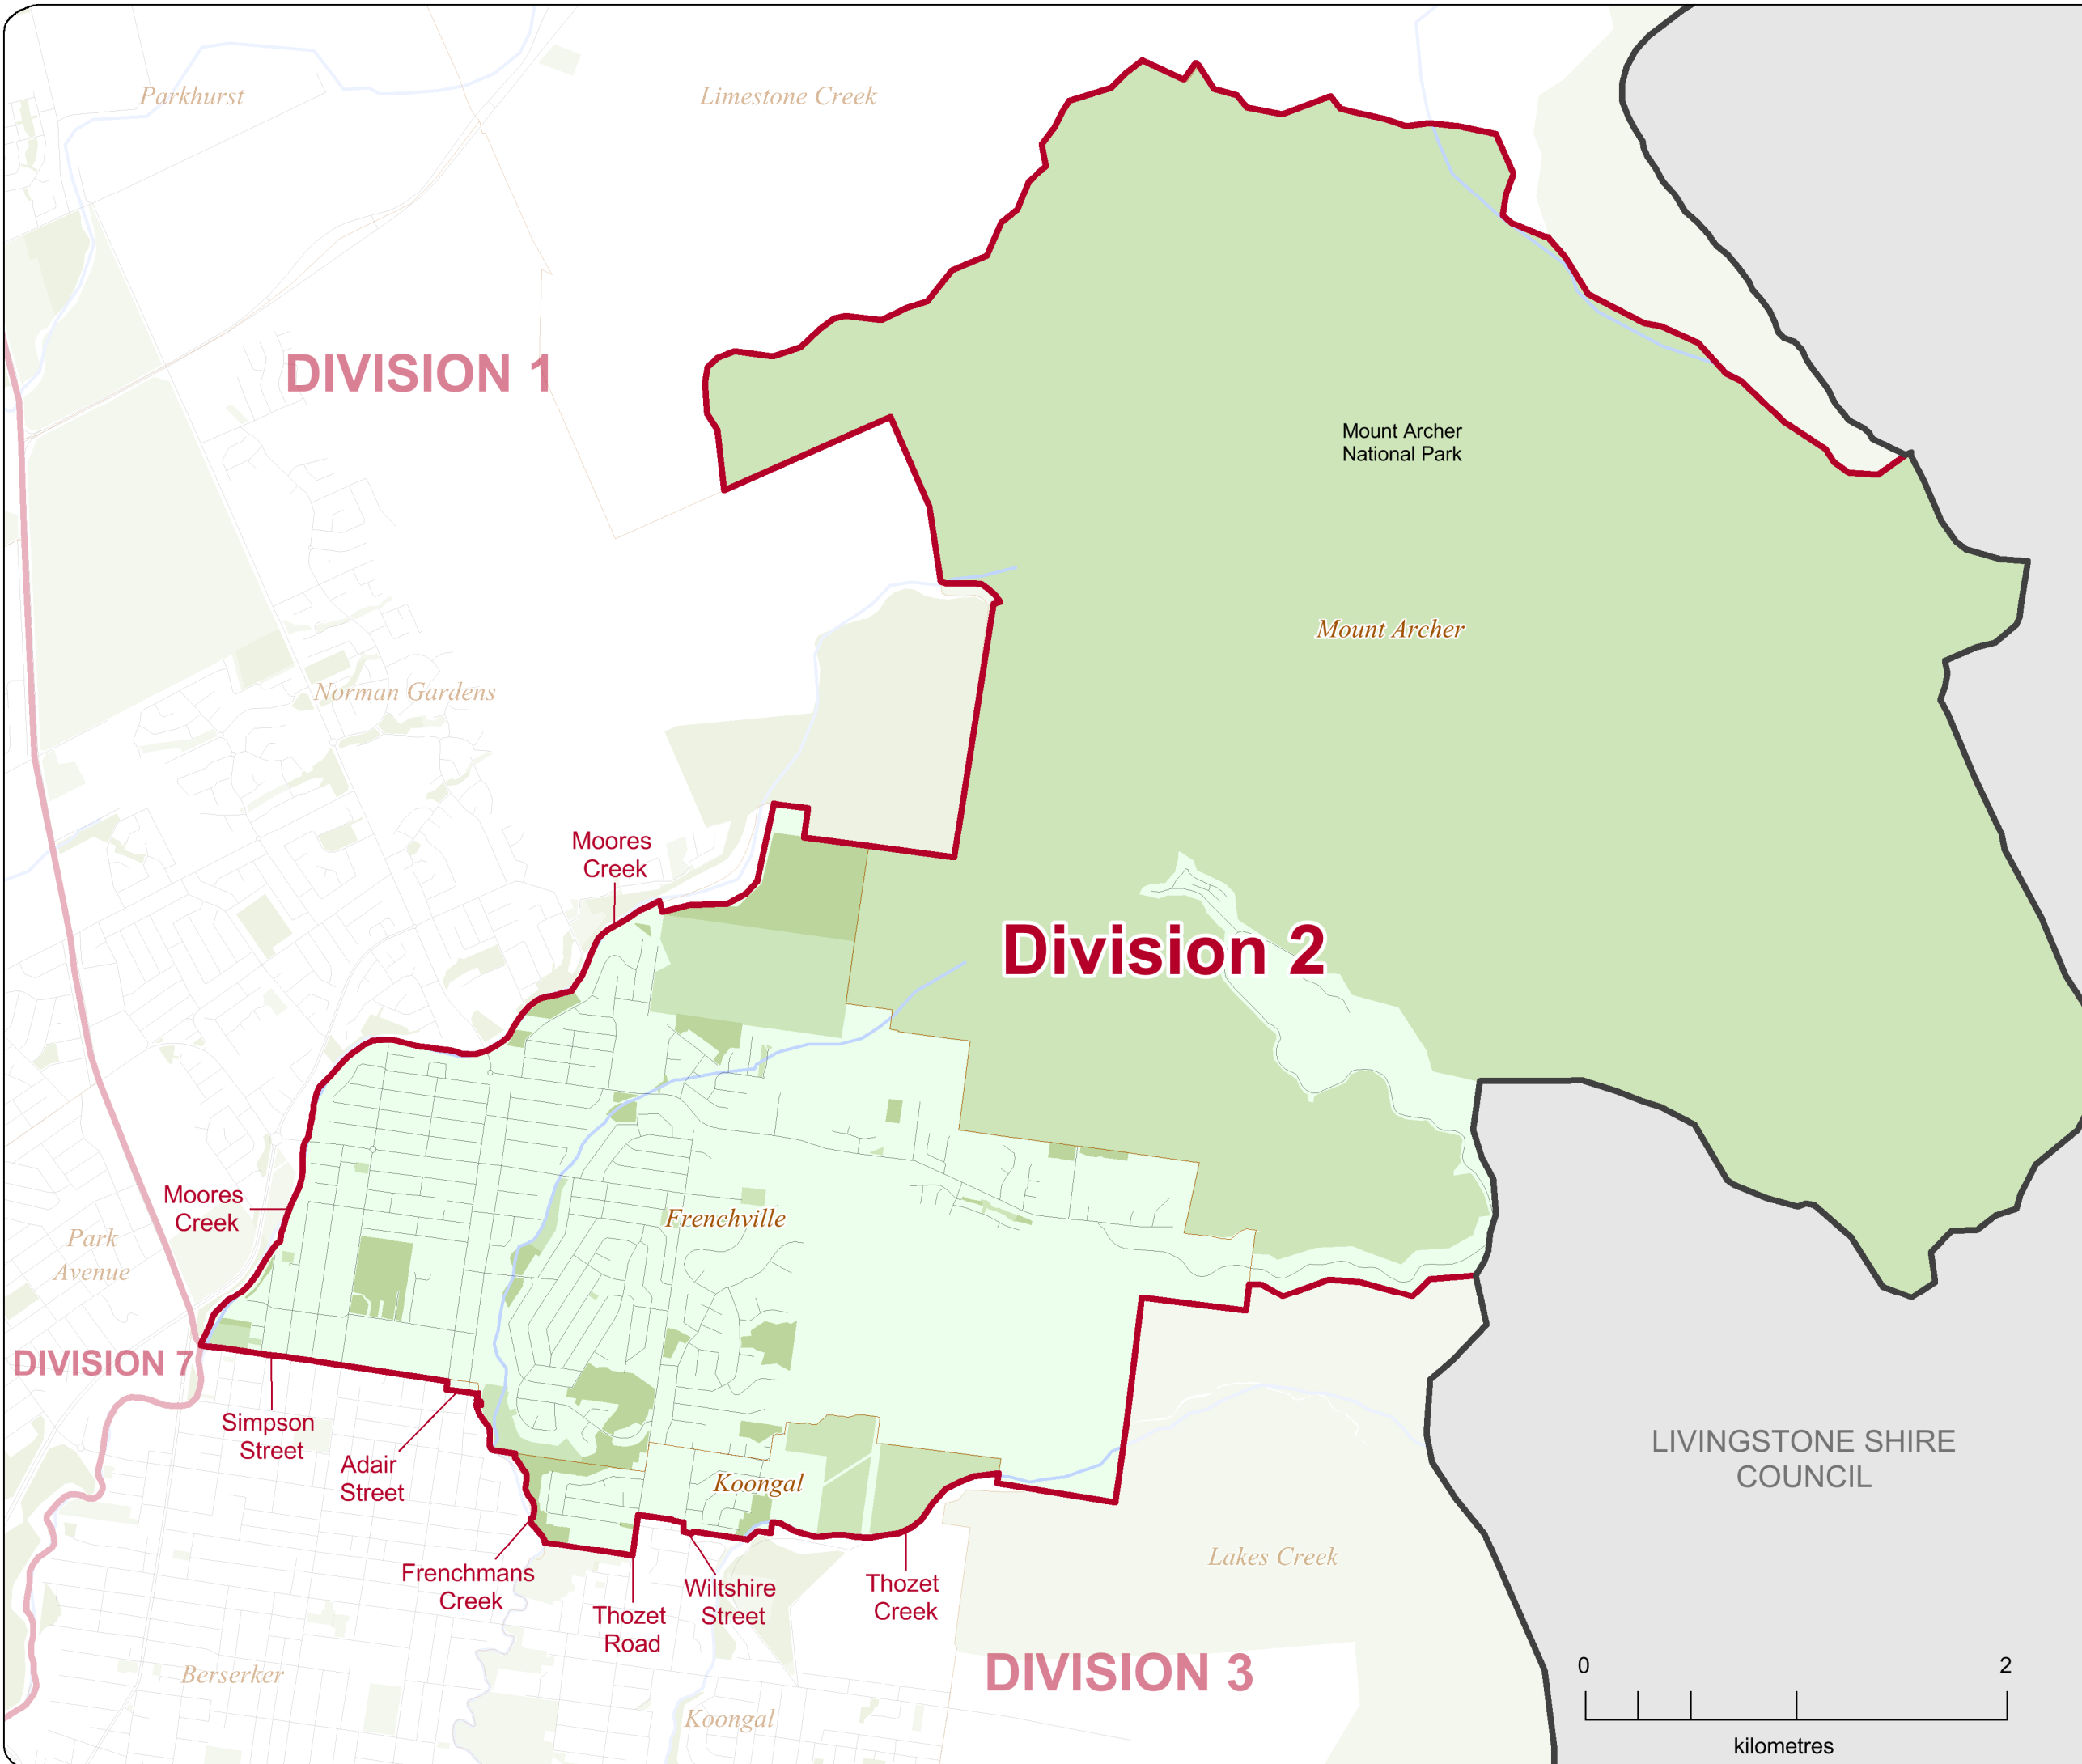 Parkhurst
Limestone Creek
DIVISION 1
Mount Archer
National Park
Mount Archer
Norman Gardens
Moores
Creek
Division 2
Moores
Creek
Frenchville
Park
Avenue
DIVISION 7
Simpson
Street
Adair
Street
Koongal
LIVINGSTONE SHIRE
COUNCIL
Frenchmans
Creek
Thozet
Road
Wiltshire
Street
Thozet
Creek
Lakes Creek
Berserker
DIVISION 3
Koongal
0 2
kilometres